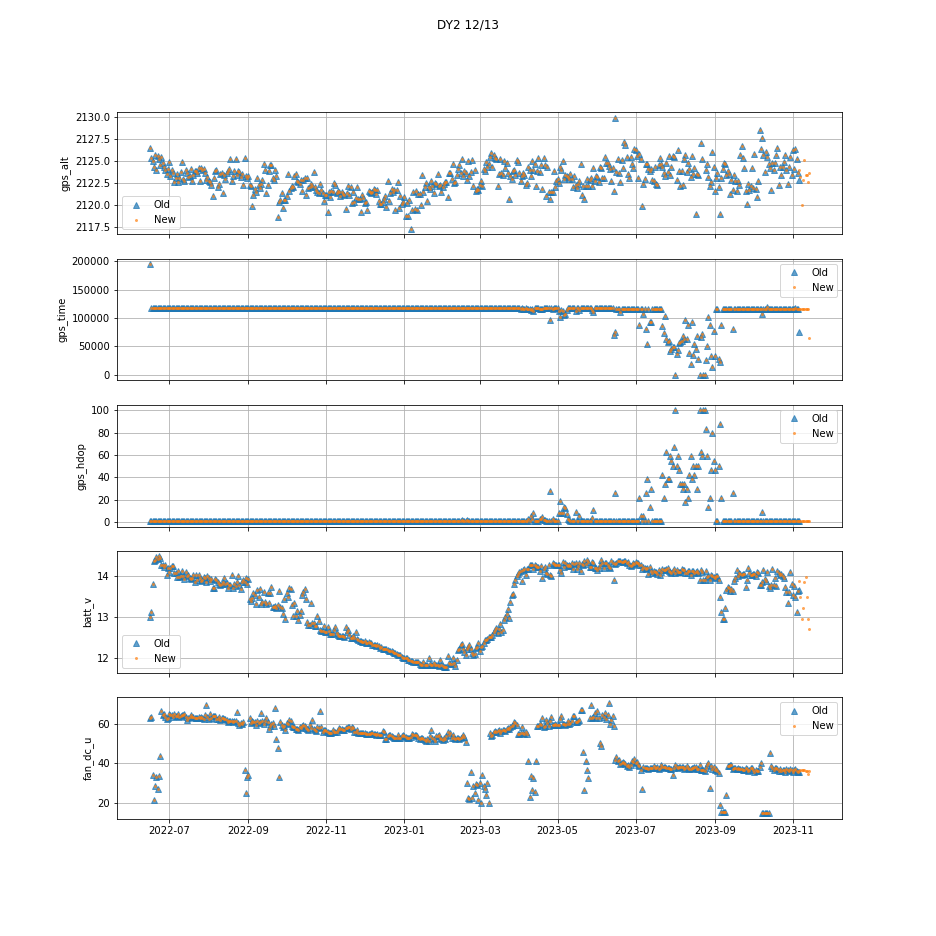 DY2 12/13
gps_alt
2130.0
2127.5
2125.0
2122.5
2120.0
2117.5
Old
New
gps_time
200000
150000
100000
50000
0
Old
New
gps_hdop
100
80
60
40
20
0
Old
New
batt_v
14
13
12
Old
New
fan_dc_u
60
40
20
Old
New
2022-07 2022-09 2022-11 2023-01 2023-03 2023-05 2023-07 2023-09 2023-11